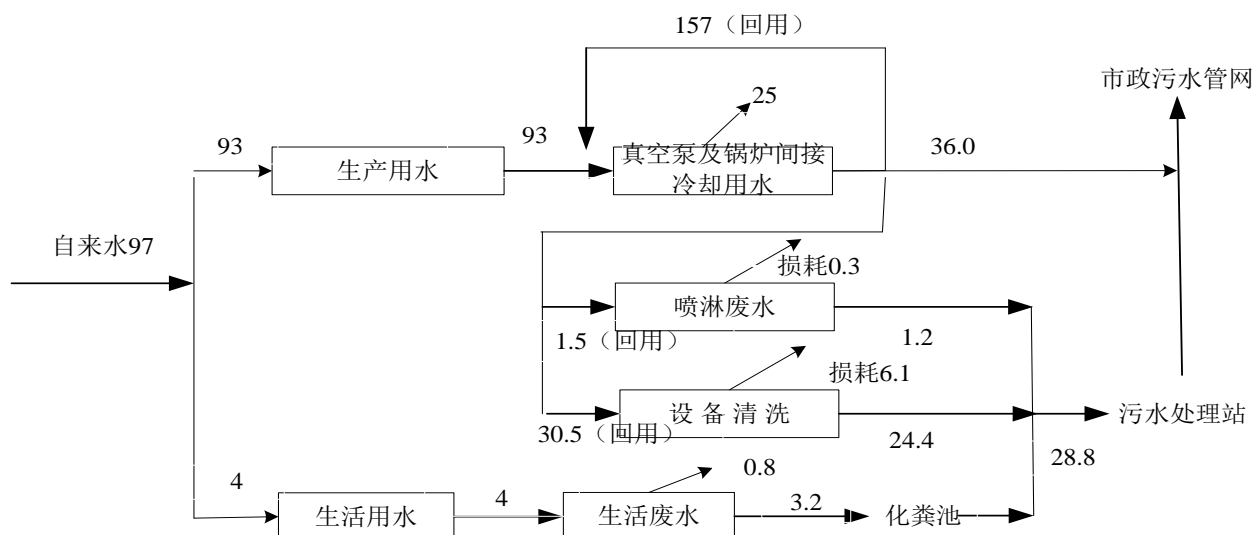 157（回用）
市政污水管网
25
93
93
真空泵及锅炉间接
冷却用水
36.0
生产用水
自来水97
损耗0.3
喷淋废水
1.5（回用）
1.2
损耗6.1
设备清洗
污水处理站
30.5（回用）
24.4
28.8
0.8
4
4
3.2
生活用水
生活废水
化粪池